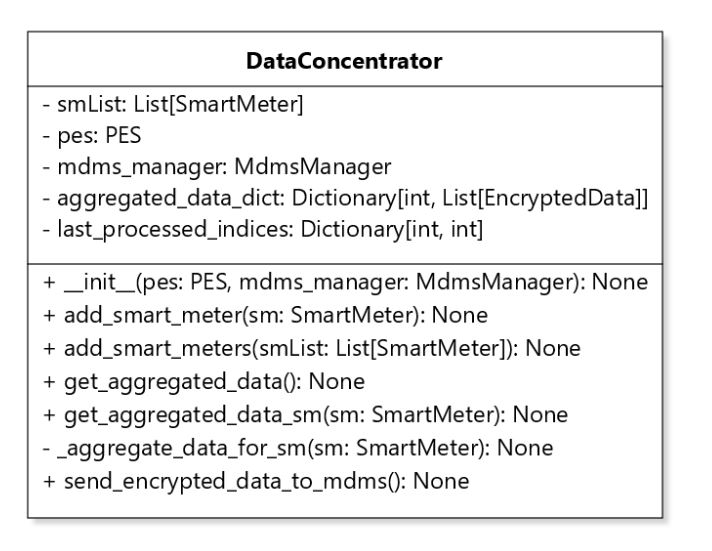 DataConcentrator
- smList: List[SmartMeter]
- pes: PES
- mdms_manager: MdmsManager
- aggregated_data_dict: Dictionary[int, List[EncryptedData]]
- last_processed_indices: Dictionary[int, int]
+ __init__(pes: PES, mdms_manager: MdmsManager): None
+ add_smart_meter(sm: SmartMeter): None
+ add_smart_meters(smList: List[SmartMeter]): None
+ get_aggregated_data(): None
+ get_aggregated_data_sm(sm: SmartMeter): None
- _aggregate_data_for_sm(sm: SmartMeter): None
+ send_encrypted_data_to_mdms(): None